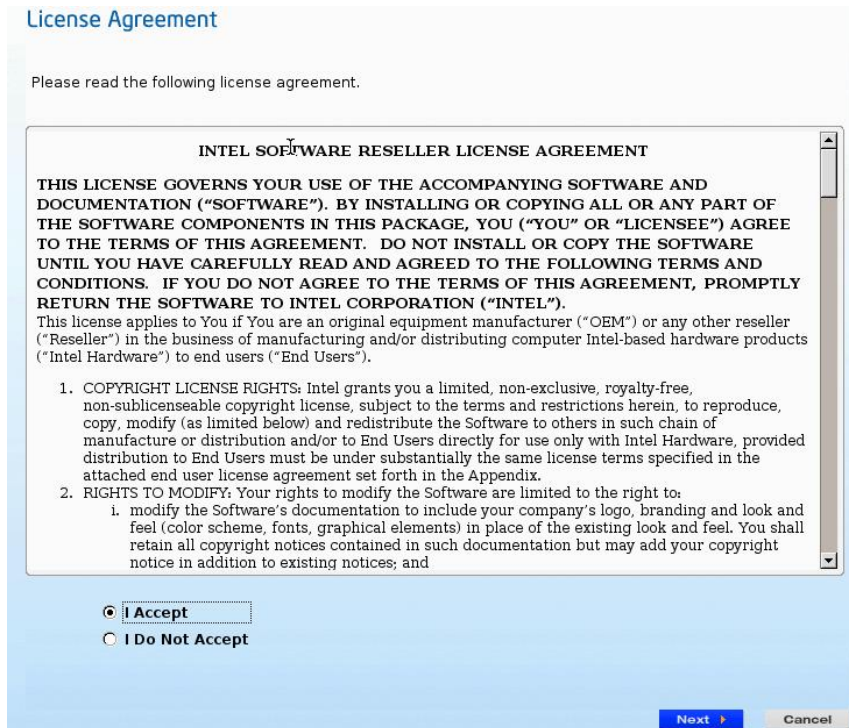 License Agreement
Please read the following license agreement.
INTEL SOFTWARE RESELLER LICENSE AGREEMENT
THIS LICENSE GOVERNS YOUR USE OF THE ACCOMPANYING SOFTWARE AND
DOCUMENTATION (“SOFTWARE”). BY INSTALLING OR COPYING ALL OR ANY PART OF
THE SOFTWARE COMPONENTS IN THIS PACKAGE, YOU (“YOU” OR “LICENSEE”) AGREE
TO THE TERMS OF THIS AGREEMENT. DO NOT INSTALL OR COPY THE SOFTWARE
UNTIL YOU HAVE CAREFULLY READ AND AGREED TO THE FOLLOWING TERMS AND
CONDITIONS. IF YOU DO NOT AGREE TO THE TERMS OF THIS AGREEMENT, PROMPTLY
RETURN THE SOFTWARE TO INTEL CORPORATION (“INTEL”).
This license applies to You if You are an original equipment manufacturer (“OEM”) or any other reseller
(“Reseller”) in the business of manufacturing and/or distributing computer Intel-based hardware products
(“Intel Hardware”) to end users (“End Users”).
1. COPYRIGHT LICENSE RIGHTS: Intel grants you a limited, non-exclusive, royalty-free,
non-sublicenseable copyright license, subject to the terms and restrictions herein, to reproduce,
copy, modify (as limited below) and redistribute the Software to others in such chain of
manufacture or distribution and/or to End Users directly for use only with Intel Hardware, provided
distribution to End Users must be under substantially the same license terms specified in the
attached end user license agreement set forth in the Appendix.
2. RIGHTS TO MODIFY: Your rights to modify the Software are limited to the right to:
i. modify the Software’s documentation to include your company’s logo, branding and look and
feel (color scheme, fonts, graphical elements) in place of the existing look and feel. You shall
retain all copyright notices contained in such documentation but may add your copyright
notice in addition to existing notices; and
I Accept
I Do Not Accept
Next
Cancel